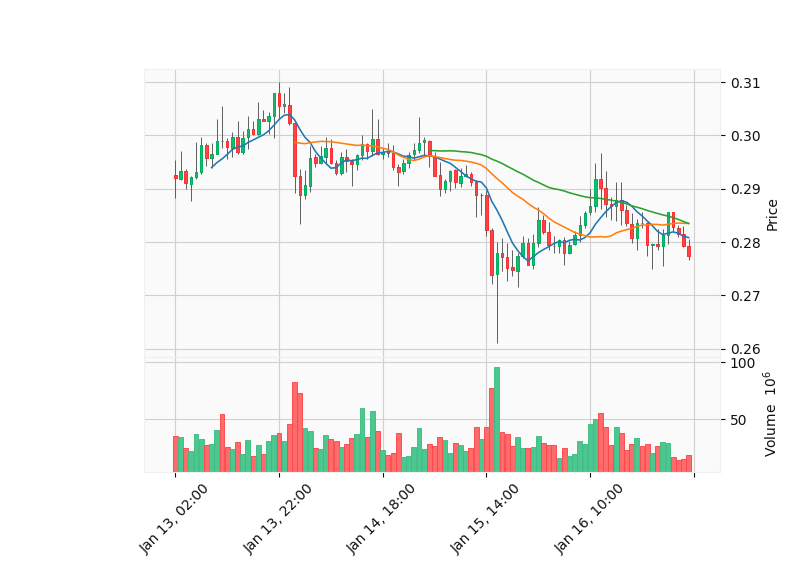 0.31
0.30
0.29
0.28
0.27
0.26
Price
100
50
Volume 10^6
Jan 13, 02:00
Jan 13, 22:00
Jan 14, 18:00
Jan 15, 14:00
Jan 16, 10:00